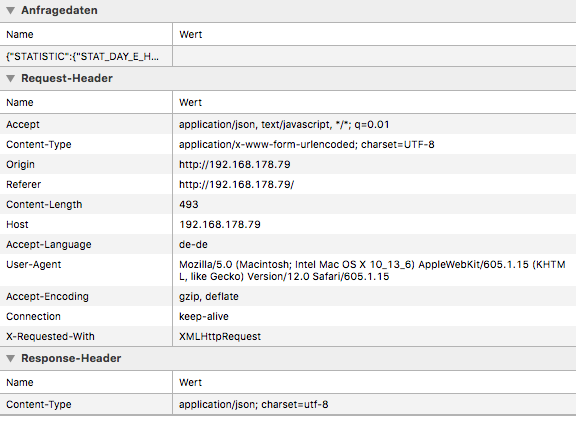 Anfragedaten
Name Wert
{"STATISTIC":{"STAT_DAY_E_H...
Request-Header
Name Wert
Accept application/json, text/javascript, */*; q=0.01
Content-Type application/x-www-form-urlencoded; charset=UTF-8
Origin http://192.168.178.79
Referer http://192.168.178.79/
Content-Length 493
Host 192.168.178.79
Accept-Language de-de
User-Agent Mozilla/5.0 (Macintosh; Intel Mac OS X 10_13_6) AppleWebKit/605.1.15 (KHTM
L, like Gecko) Version/12.0 Safari/605.1.15
Accept-Encoding gzip, deflate
Connection keep-alive
X-Requested-With XMLHttpRequest
Response-Header
Name Wert
Content-Type application/json; charset=utf-8